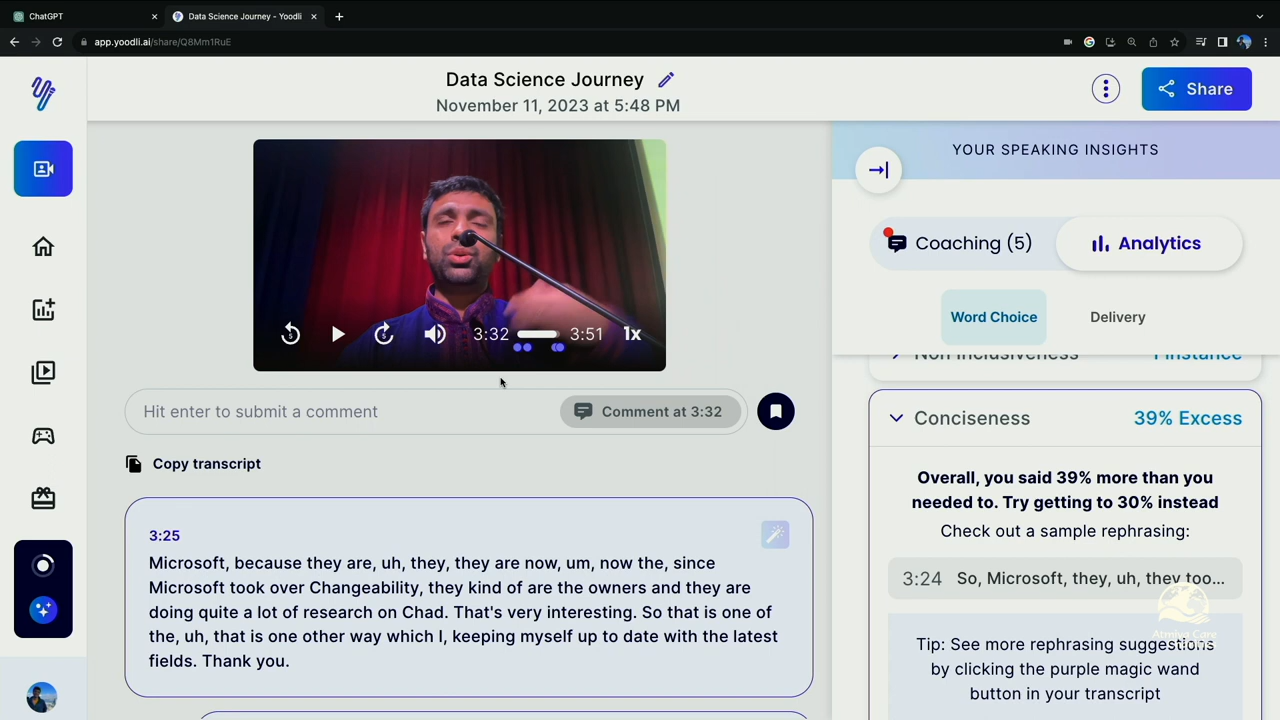 ChatGPT
Data Science Journey - Yoodli
app.yoodli.ai/share/Q8Mm1RuE
Data Science Journey
November 11, 2023 at 5:48 PM
Share
YOUR SPEAKING INSIGHTS
Coaching (5)
Analytics
Word Choice
Delivery
Non Inclusiveness
1 Instance
5
5
3:32
3:51
1x
Hit enter to submit a comment
Comment at 3:32
Copy transcript
3:25
Microsoft, because they are, uh, they, they are now, um, now the, since
Microsoft took over Changeability, they kind of are the owners and they are
doing quite a lot of research on Chad. That's very interesting. So that is one of
the, uh, that is one other way which I, keeping myself up to date with the latest
fields. Thank you.
Conciseness
39% Excess
Overall, you said 39% more than you
needed to. Try getting to 30% instead
Check out a sample rephrasing:
3:24 So, Microsoft, they, uh, they too...
Tip: See more rephrasing suggestions
by clicking the purple magic wand
button in your transcript
Atmiya Care